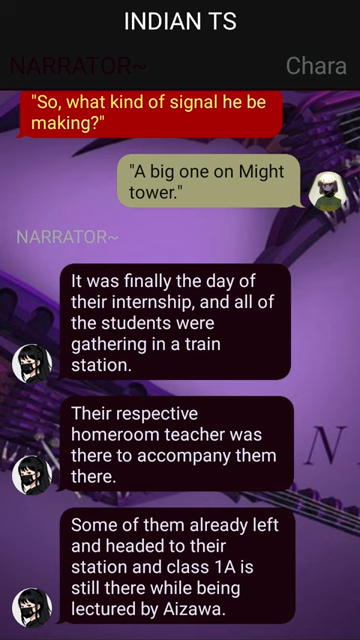 INDIAN TS
NARRATOR~
Chara
"So, what kind of signal he be
making?"
"A big one on Might
tower."
NARRATOR~
It was finally the day of
their internship, and all of
the students were
gathering in a train
station.
Their respective
homeroom teacher was
there to accompany them
there.
N
Some of them already left
and headed to their
station and class 1A is
still there while being
lectured by Aizawa.